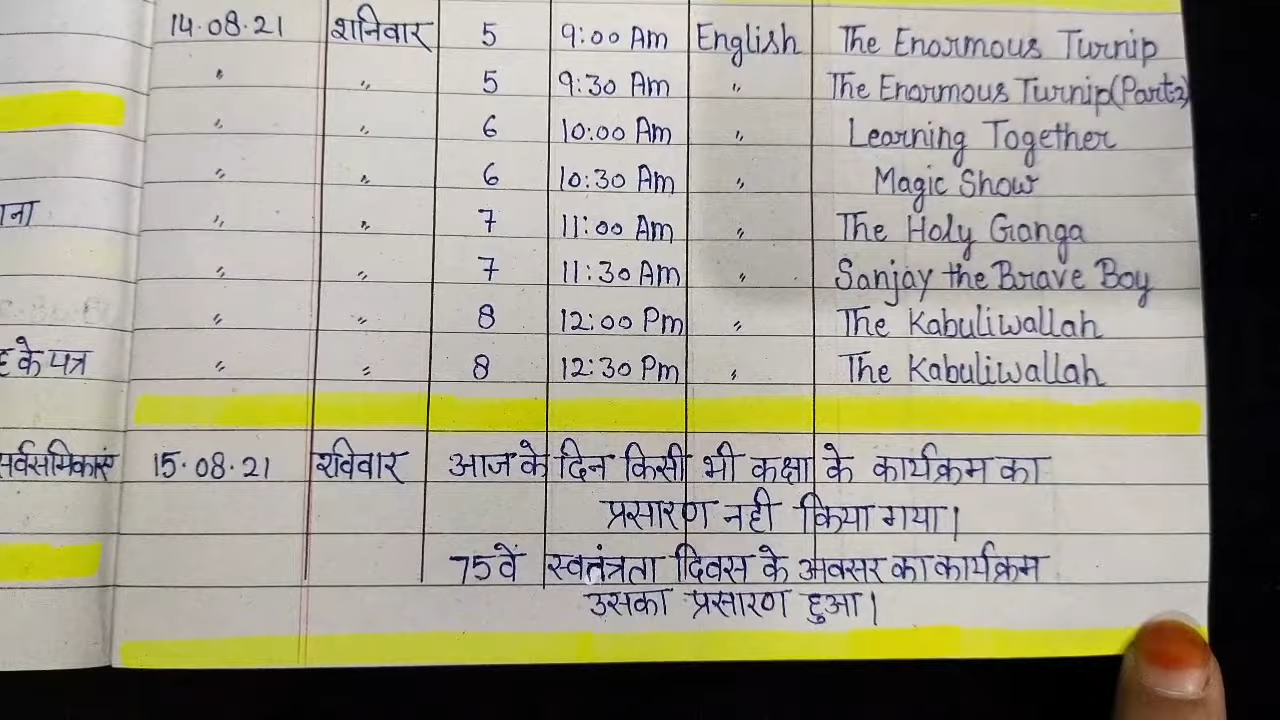 14.08.21 शनिवार 5 9:00 Am English The Enormous Turnip
" " 5 9:30 Am " The Enormous Turnip(Part2)
" " 6 10:00 Am " Learning Together
" " 6 10:30 Am " Magic Show
ाना " " 7 11:00 Am " The Holy Ganga
" " 7 11:30 Am " Sanjay the Brave Boy
" " 8 12:00 Pm " The Kabuliwallah
के पत्र " " 8 12:30 Pm " The Kabuliwallah
सर्वसमिकाएं 15.08.21 रविवार आज के दिन किसी भी कक्षा के कार्यक्रम का
प्रसारण नही किया गया।
75वें स्वतंत्रता दिवस के अवसर का कार्यक्रम
उसका प्रसारण हुआ।